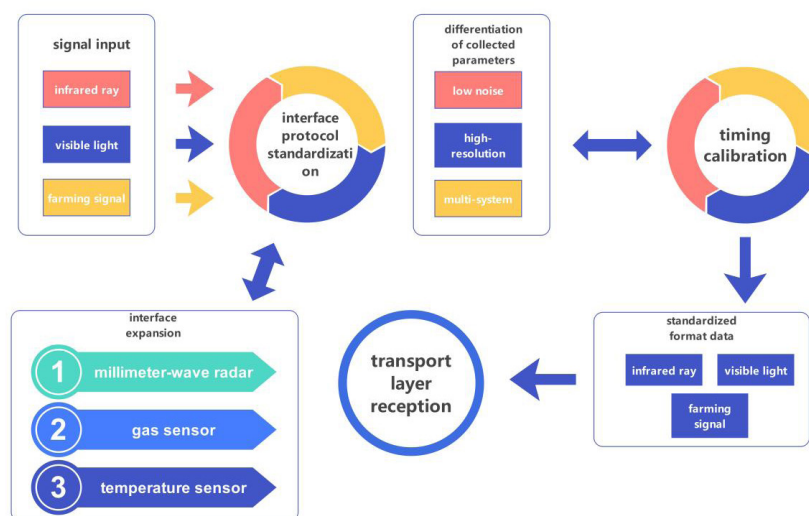 signal input
infrared ray
visible light
farming signal
interface
protocol
standardizati
on
differentiation
of collected
parameters
low noise
high-
resolution
multi-system
timing
calibration
interface
expansion
1
millimeter-wave radar
2
gas sensor
3
temperature sensor
transport
layer
reception
standardized
format data
infrared ray
visible light
farming
signal